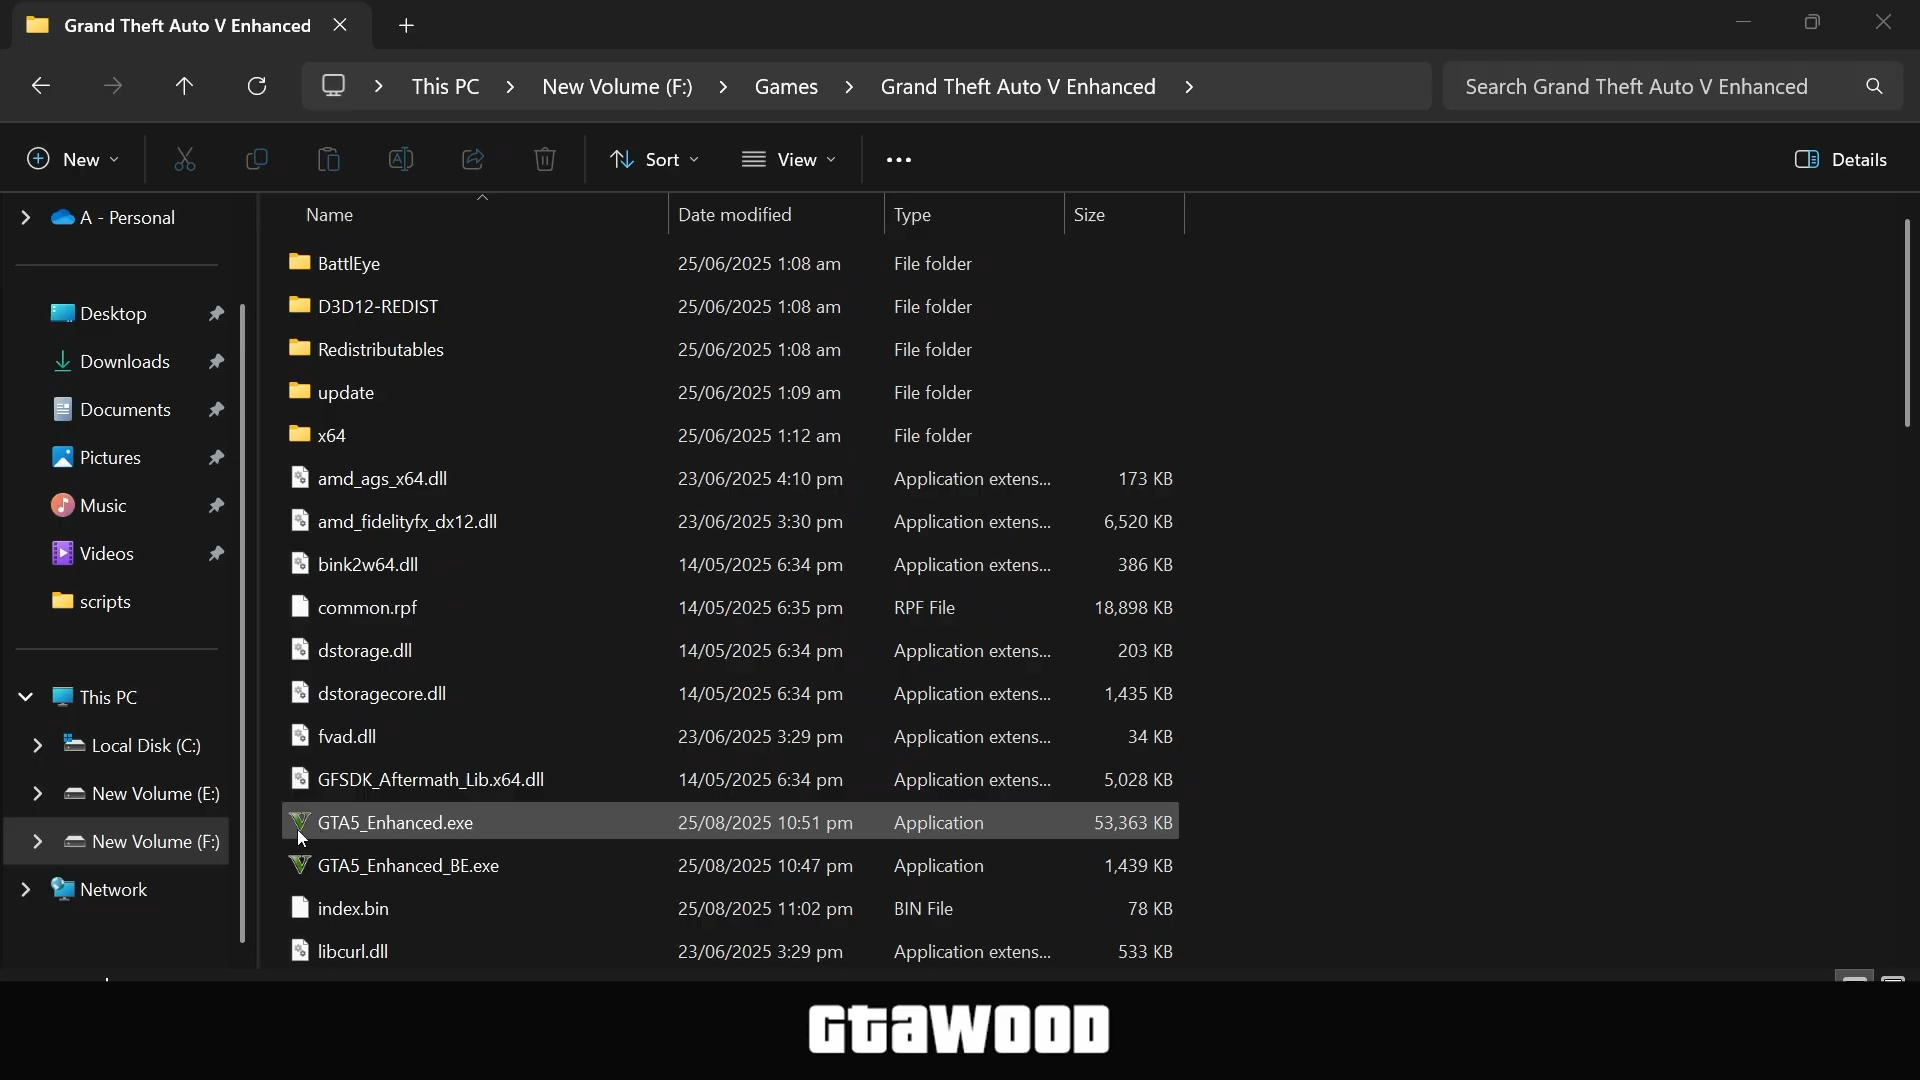 Grand Theft Auto V Enhanced
This PC > New Volume (F:) > Games > Grand Theft Auto V Enhanced >
Search Grand Theft Auto V Enhanced
New
Sort
View
Details
A - Personal
Desktop
Downloads
Documents
Pictures
Music
Videos
scripts
This PC
Local Disk (C:)
New Volume (E:)
New Volume (F:)
Network
Name Date modified Type Size
BattlEye 25/06/2025 1:08 am File folder
D3D12-REDIST 25/06/2025 1:08 am File folder
Redistributables 25/06/2025 1:08 am File folder
update 25/06/2025 1:09 am File folder
x64 25/06/2025 1:12 am File folder
amd_ags_x64.dll 23/06/2025 4:10 pm Application extens... 173 KB
amd_fidelityfx_dx12.dll 23/06/2025 3:30 pm Application extens... 6,520 KB
bink2w64.dll 14/05/2025 6:34 pm Application extens... 386 KB
common.rpf 14/05/2025 6:35 pm RPF File 18,898 KB
dstorage.dll 14/05/2025 6:34 pm Application extens... 203 KB
dstoragecore.dll 14/05/2025 6:34 pm Application extens... 1,435 KB
fvad.dll 23/06/2025 3:29 pm Application extens... 34 KB
GFSDK_Aftermath_Lib.x64.dll 14/05/2025 6:34 pm Application extens... 5,028 KB
GTA5_Enhanced.exe 25/08/2025 10:51 pm Application 53,363 KB
GTA5_Enhanced_BE.exe 25/08/2025 10:47 pm Application 1,439 KB
index.bin 25/08/2025 11:02 pm BIN File 78 KB
libcurl.dll 23/06/2025 3:29 pm Application extens... 533 KB
GtaWOOD